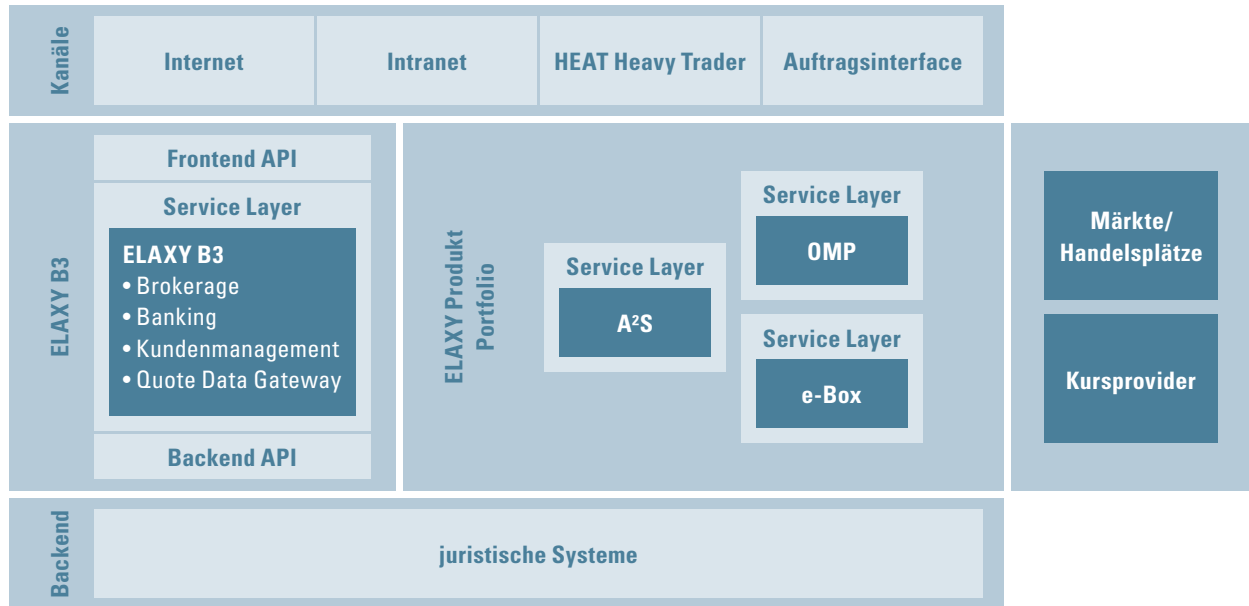 Kanäle
Internet
Intranet
HEAT Heavy Trader
Auftragsinterface
ELAXY B3
Frontend API
Service Layer
ELAXY B3
• Brokerage
• Banking
• Kundenmanagement
• Quote Data Gateway
Backend API
ELAXY Produkt
Portfolio
Service Layer
A²S
Service Layer
OMP
Service Layer
e-Box
Märkte/
Handelsplätze
Kursprovider
Backend
juristische Systeme